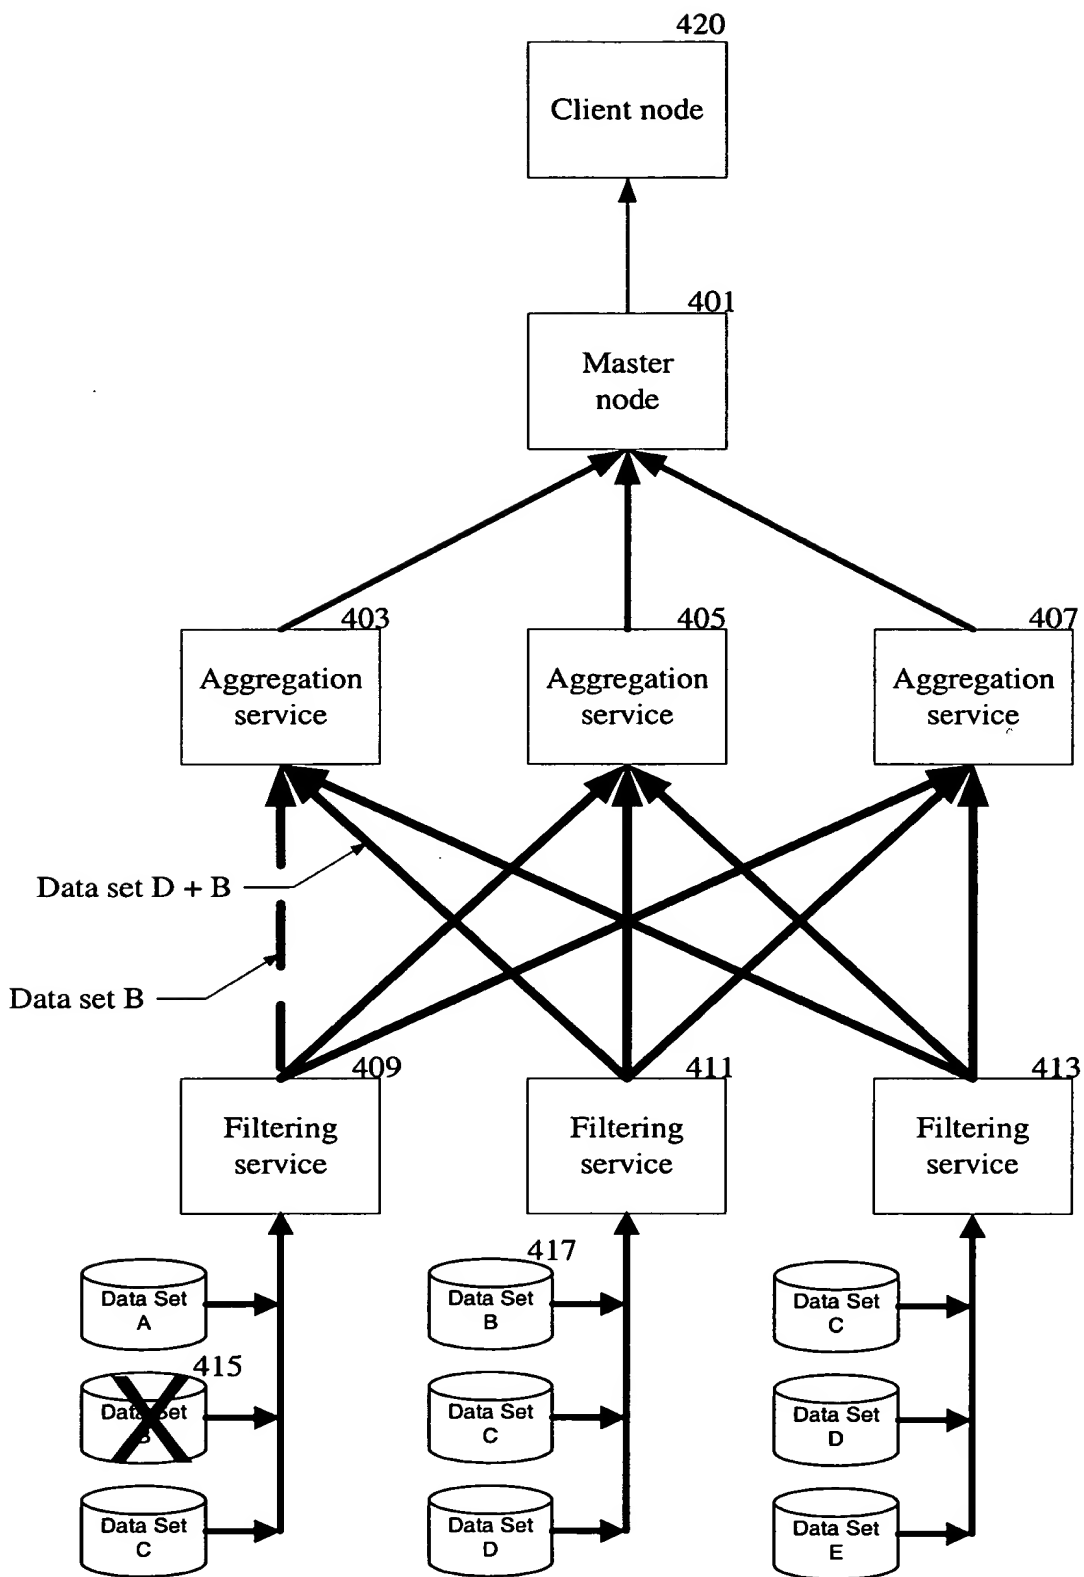 420
Client node
401
Master
node
403
405
407
Aggregation
service
Aggregation
service
Aggregation
service
Data set D + B
Data set B
409
411
413
Filtering
service
Filtering
service
Filtering
service
417
Data Set
A
Data Set
B
Data Set
C
415
Data Set
B
Data Set
C
Data Set
D
Data Set
C
Data Set
D
Data Set
E